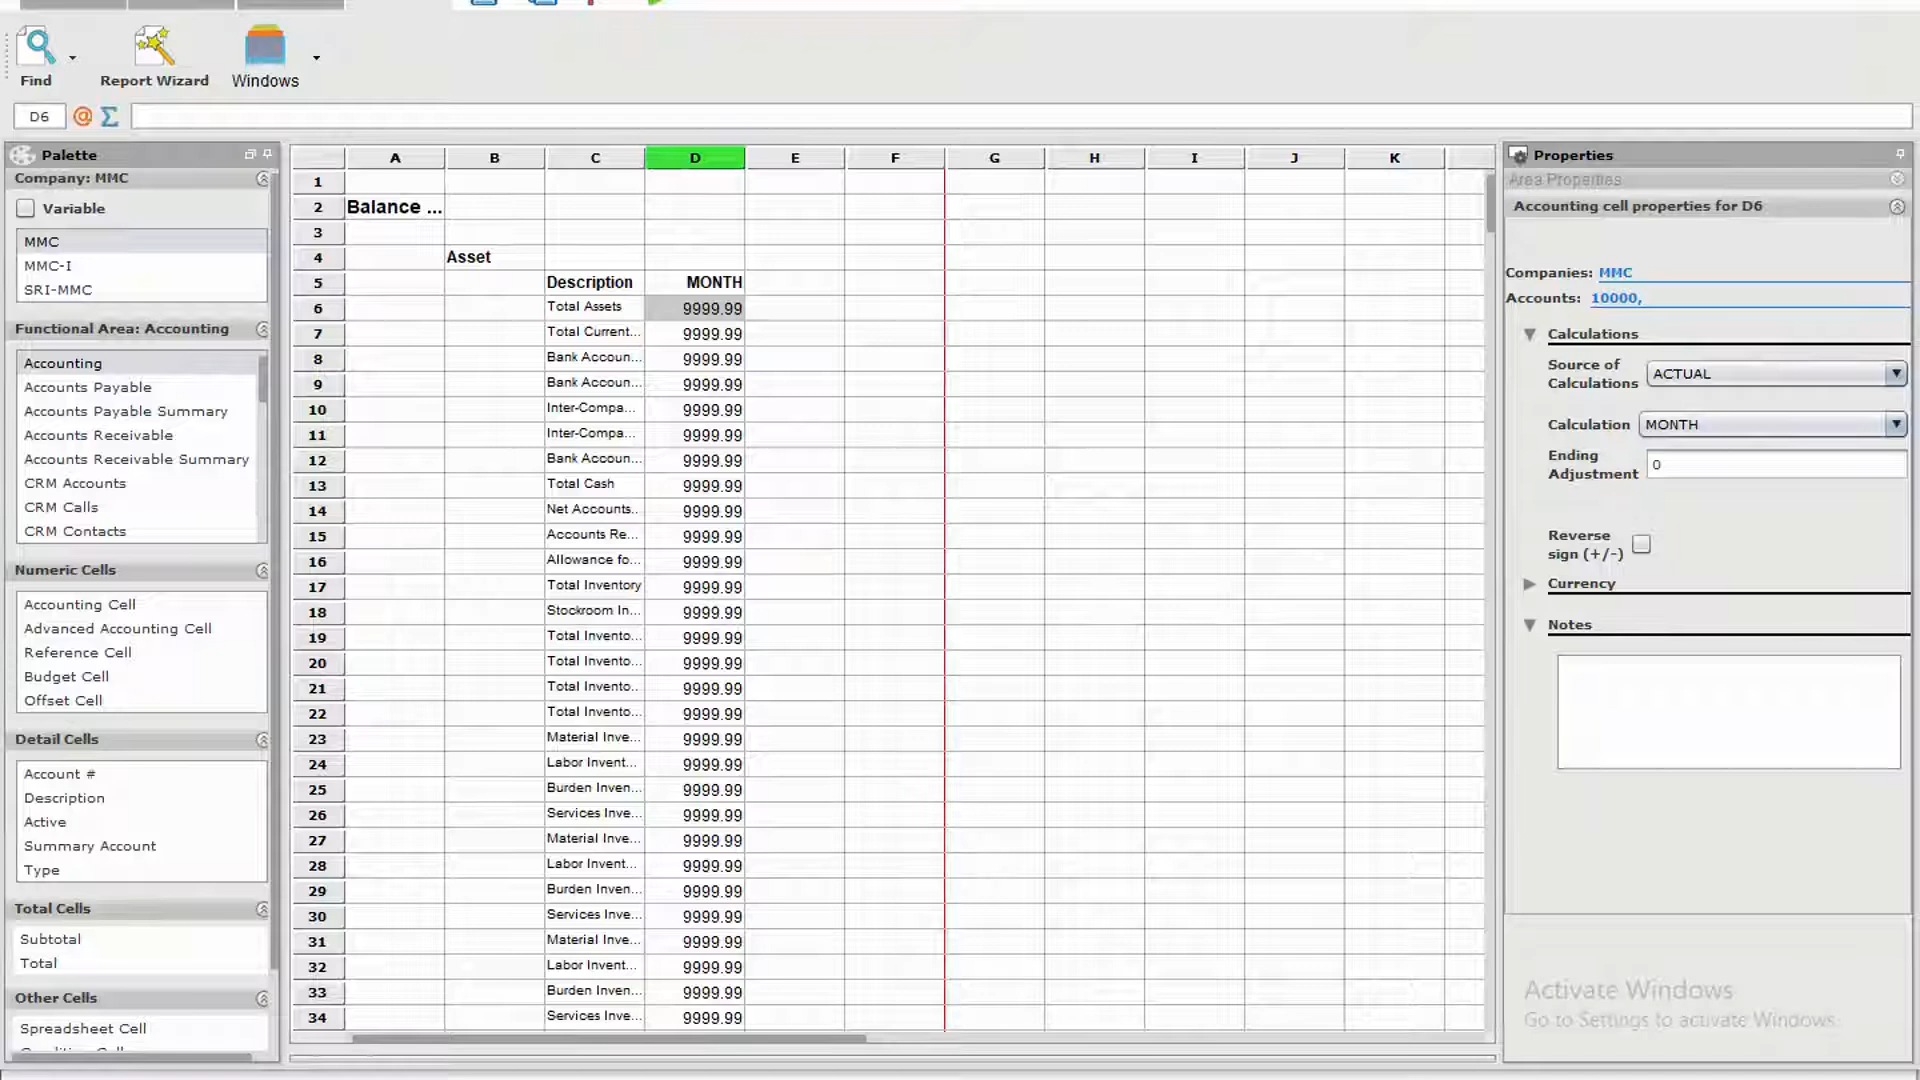 Find
Report Wizard
Windows
D6
Palette
Company: MMC
Variable
MMC
MMC-I
SRI-MMC
Functional Area: Accounting
Accounting
Accounts Payable
Accounts Payable Summary
Accounts Receivable
Accounts Receivable Summary
CRM Accounts
CRM Calls
CRM Contacts
Numeric Cells
Accounting Cell
Advanced Accounting Cell
Reference Cell
Budget Cell
Offset Cell
Detail Cells
Account #
Description
Active
Summary Account
Type
Total Cells
Subtotal
Total
Other Cells
Spreadsheet Cell
A B C D E F G H I J K
1
2 Balance ...
3
4 Asset
5 Description MONTH
6 Total Assets 9999.99
7 Total Current... 9999.99
8 Bank Accoun... 9999.99
9 Bank Accoun... 9999.99
10 Inter-Compa... 9999.99
11 Inter-Compa... 9999.99
12 Bank Accoun... 9999.99
13 Total Cash 9999.99
14 Net Accounts... 9999.99
15 Accounts Re... 9999.99
16 Allowance fo... 9999.99
17 Total Inventory 9999.99
18 Stockroom In... 9999.99
19 Total Invento... 9999.99
20 Total Invento... 9999.99
21 Total Invento... 9999.99
22 Total Invento... 9999.99
23 Material Inve... 9999.99
24 Labor Invent... 9999.99
25 Burden Inven... 9999.99
26 Services Inve... 9999.99
27 Material Inve... 9999.99
28 Labor Invent... 9999.99
29 Burden Inven... 9999.99
30 Services Inve... 9999.99
31 Material Inve... 9999.99
32 Labor Invent... 9999.99
33 Burden Inven... 9999.99
34 Services Inve... 9999.99
Properties
Area Properties
Accounting cell properties for D6
Companies: MMC
Accounts: 10000,
Calculations
Source of
Calculations ACTUAL
Calculation MONTH
Ending
Adjustment 0
Reverse
sign (+/-)
Currency
Notes
Activate Windows
Go to Settings to activate Windows.